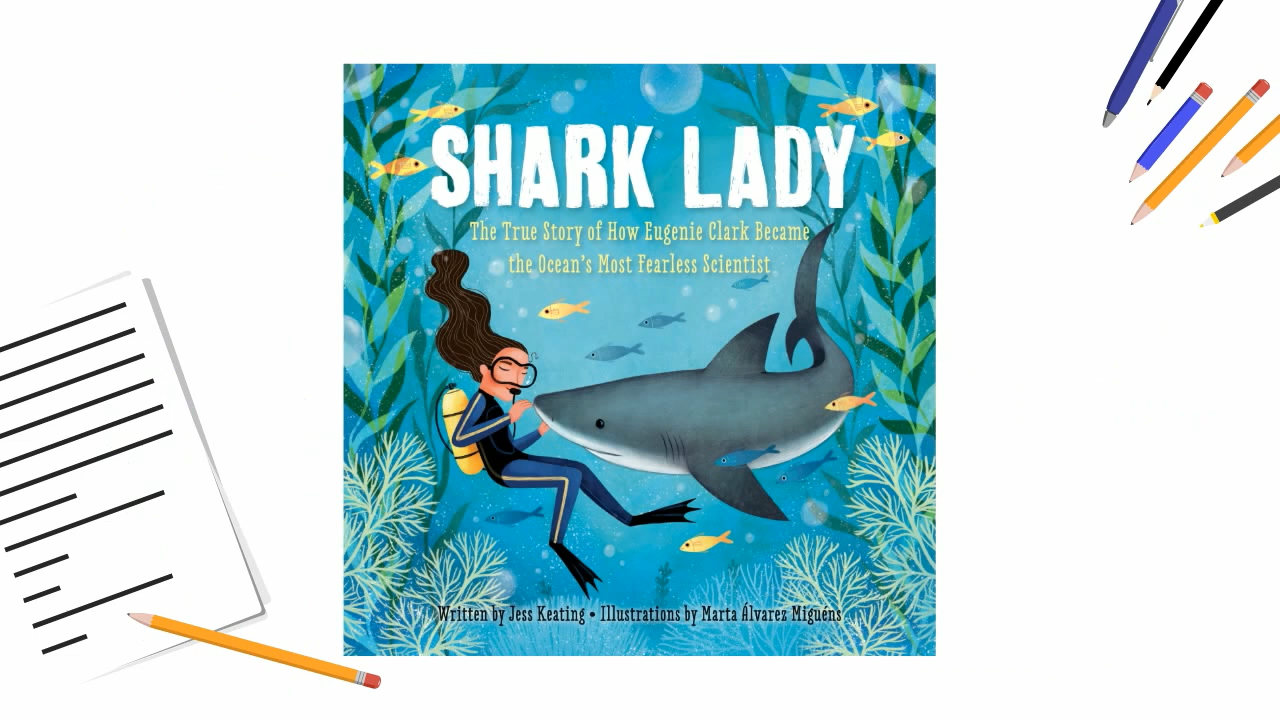 SHARK LADY
The True Story of How Eugenie Clark Became
the Ocean's Most Fearless Scientist
Written by Jess Keating • Illustrations by Marta Álvarez Miguéns